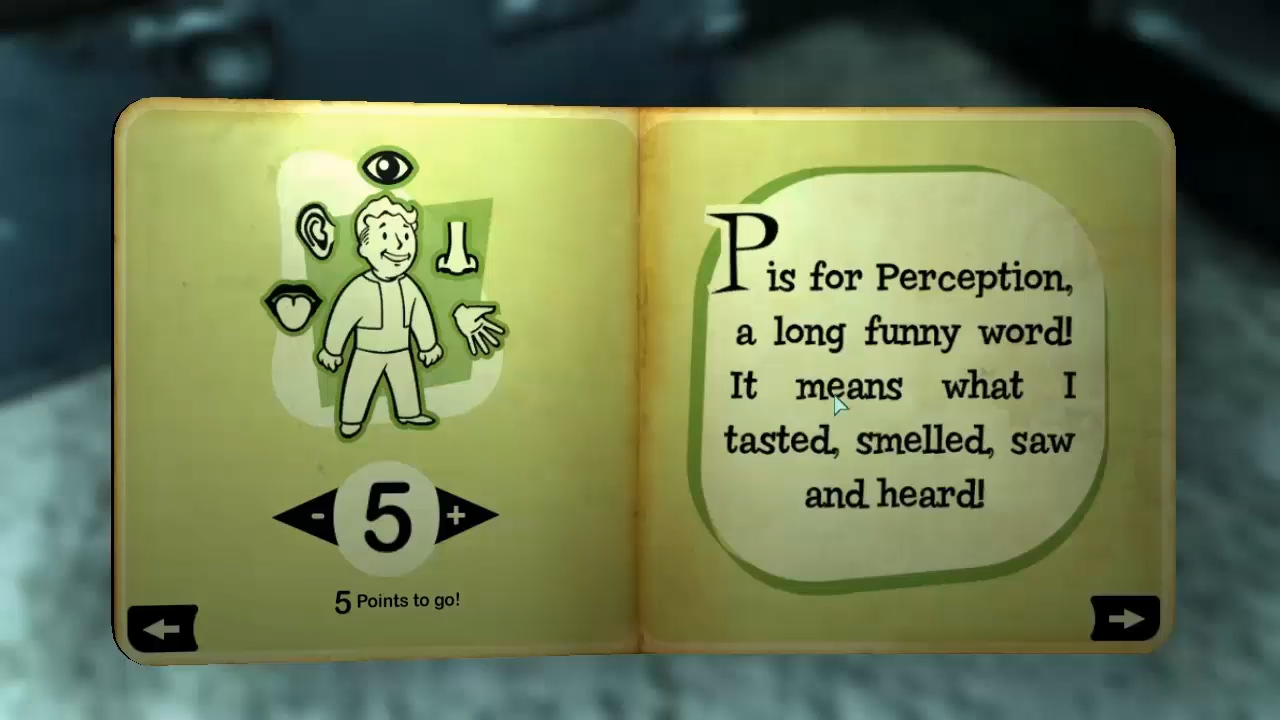 -
5
+
5 Points to go!
P is for Perception,
a long funny word!
It means what I
tasted, smelled, saw
and heard!